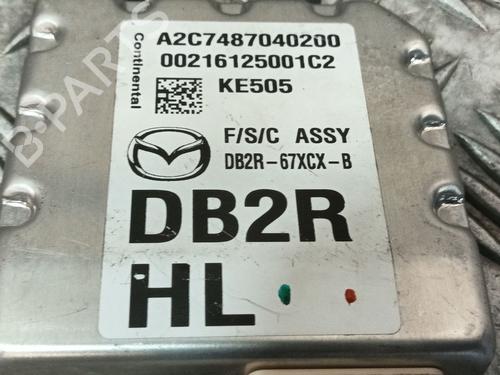 Continental
A2C7487040200
00216125001C2
KE505
F/S/C ASSY
DB2R-67XCX-B
DB2R
HL
B-PARTS